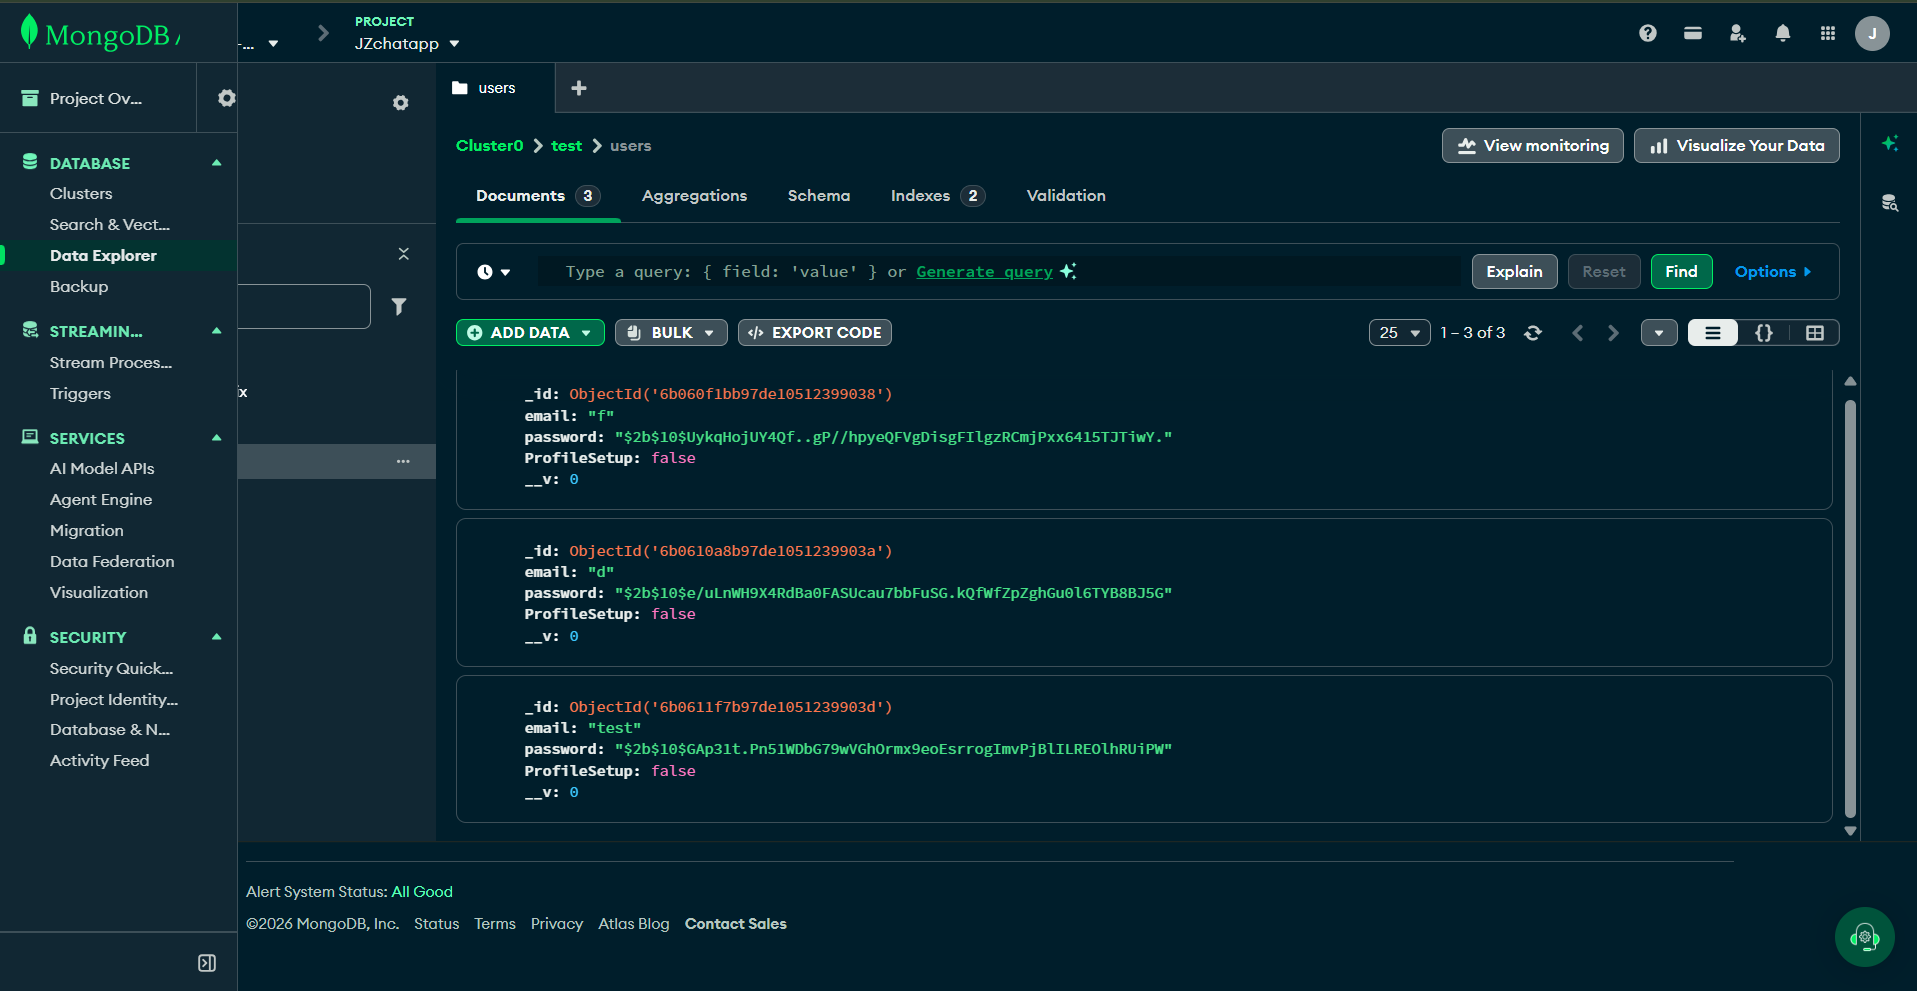 MongoDB
-...
PROJECT
JZchatapp
J
Project Ov...
users
Cluster0 > test > users
View monitoring
Visualize Your Data
Documents 3
Aggregations
Schema
Indexes 2
Validation
Type a query: { field: 'value' } or Generate query
Explain
Reset
Find
Options
ADD DATA
BULK
EXPORT CODE
25
1 – 3 of 3
DATABASE
Clusters
Search & Vect...
Data Explorer
Backup
STREAMIN...
Stream Proces...
Triggers
SERVICES
AI Model APIs
Agent Engine
Migration
Data Federation
Visualization
SECURITY
Security Quick...
Project Identity...
Database & N...
Activity Feed
_id: ObjectId('6b060f1bb97de10512399038')
email: "f"
password: "$2b$10$UykqHojUY4Qf..gP//hpyeQFVgDisgFIlgzRCmjPxx6415TJTiwY."
ProfileSetup: false
__v: 0
_id: ObjectId('6b0610a8b97de1051239903a')
email: "d"
password: "$2b$10$e/uLnWH9X4RdBa0FASUcau7bbFuSG.kQfWfZpZghGu0l6TYB8BJ5G"
ProfileSetup: false
__v: 0
_id: ObjectId('6b0611f7b97de1051239903d')
email: "test"
password: "$2b$10$GAp31t.Pn51WDbG79wVGhOrmx9eoEsrrogImvPjBlILREOlhRUiPW"
ProfileSetup: false
__v: 0
Alert System Status: All Good
©2026 MongoDB, Inc. Status Terms Privacy Atlas Blog Contact Sales